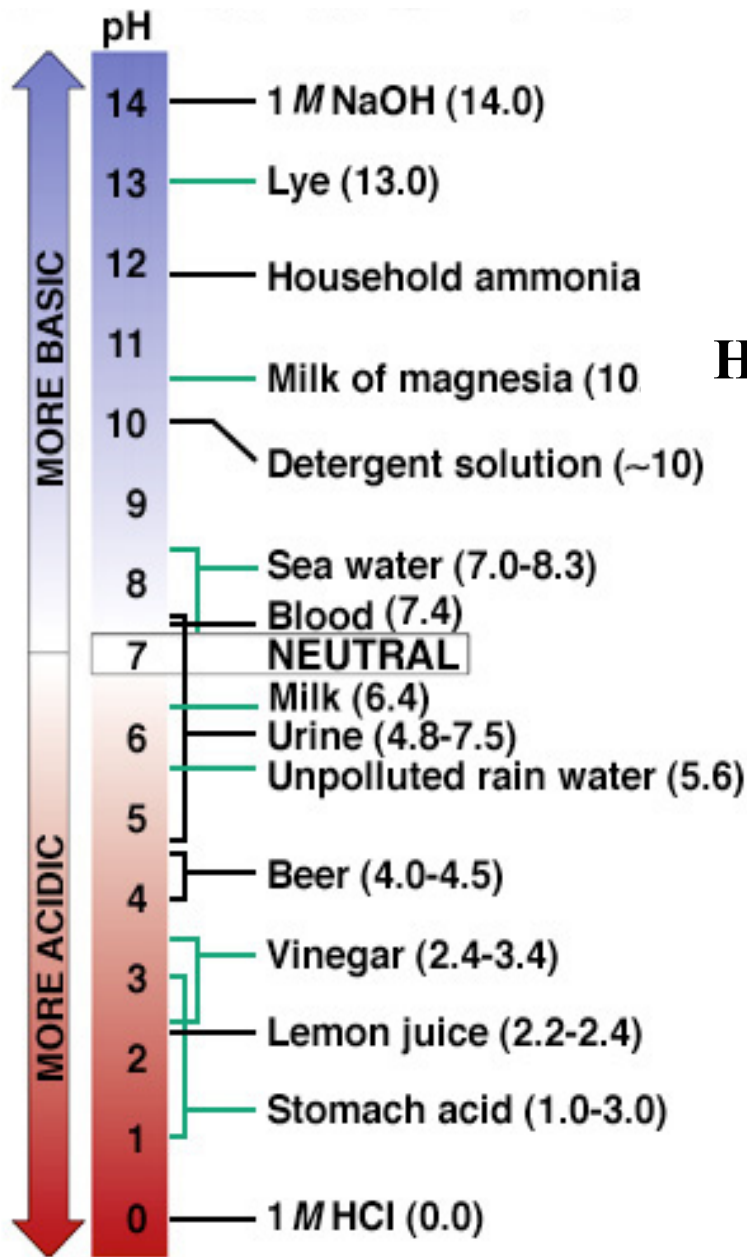 pH
14
1 M NaOH (14.0)
13
Lye (13.0)
12
Household ammonia
11
Milk of magnesia (10
H
10
Detergent solution (~10)
9
Sea water (7.0-8.3)
8
Blood (7.4)
7
NEUTRAL
Milk (6.4)
6
Urine (4.8-7.5)
Unpolluted rain water (5.6)
5
4
Beer (4.0-4.5)
3
Vinegar (2.4-3.4)
2
Lemon juice (2.2-2.4)
1
Stomach acid (1.0-3.0)
0
1 M HCl (0.0)
MORE BASIC
MORE ACIDIC